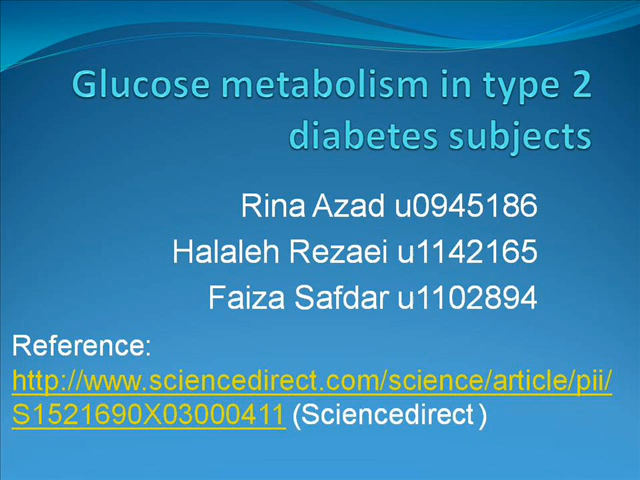 Glucose metabolism in type 2
diabetes subjects
Rina Azad u0945186
Halaleh Rezaei u1142165
Faiza Safdar u1102894
Reference:
http://www.sciencedirect.com/science/article/pii/
S1521690X03000411 (Sciencedirect)